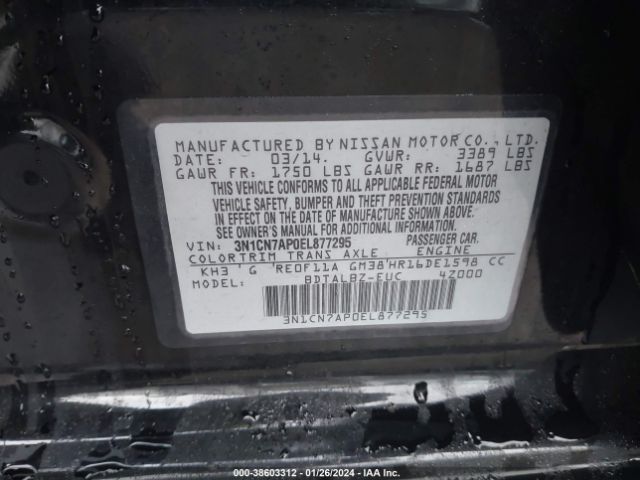 MANUFACTURED BY NISSAN MOTOR CO., LTD.
DATE: 03/14. GVWR: 3389 LBS
GAWR FR: 1750 LBS GAWR RR: 1687 LBS
THIS VEHICLE CONFORMS TO ALL APPLICABLE FEDERAL MOTOR
VEHICLE SAFETY, BUMPER AND THEFT PREVENTION STANDARDS
IN EFFECT ON THE DATE OF MANUFACTURE SHOWN ABOVE.
SEE OWNER'S MANUAL FOR ADDITIONAL INFORMATION.
VIN: 3N1CN7AP0EL877295 PASSENGER CAR.
COLORTRIM TRANS AXLE ENGINE
KH3 'G 'RE0F11A GM38'HR16DE1598 CC
MODEL: BDTALBZ-EUC 4Z000
3N1CN7AP0EL877295
000-38603312 - 01/26/2024 - IAA Inc.